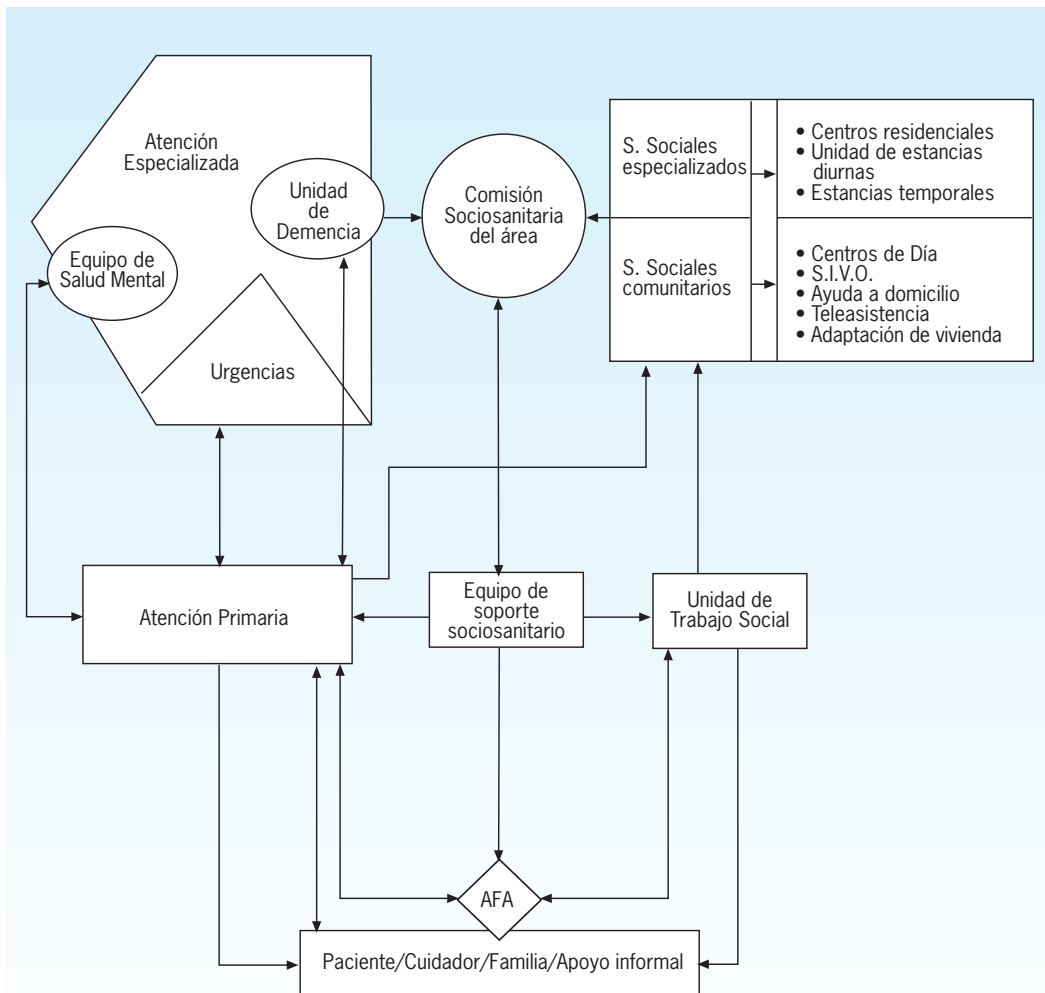 Atención
Especializada
Unidad
de
Demencia
Equipo de
Salud Mental
Urgencias
Comisión
Sociosanitaria
del área
S. Sociales
especializados
• Centros residenciales
• Unidad de estancias
diurnas
• Estancias temporales
S. Sociales
comunitarios
• Centros de Día
• S.I.V.O.
• Ayuda a domicilio
• Teleasistencia
• Adaptación de vivienda
Atención Primaria
Equipo de
soporte
sociosanitario
Unidad de
Trabajo Social
AFA
Paciente/Cuidador/Familia/Apoyo informal